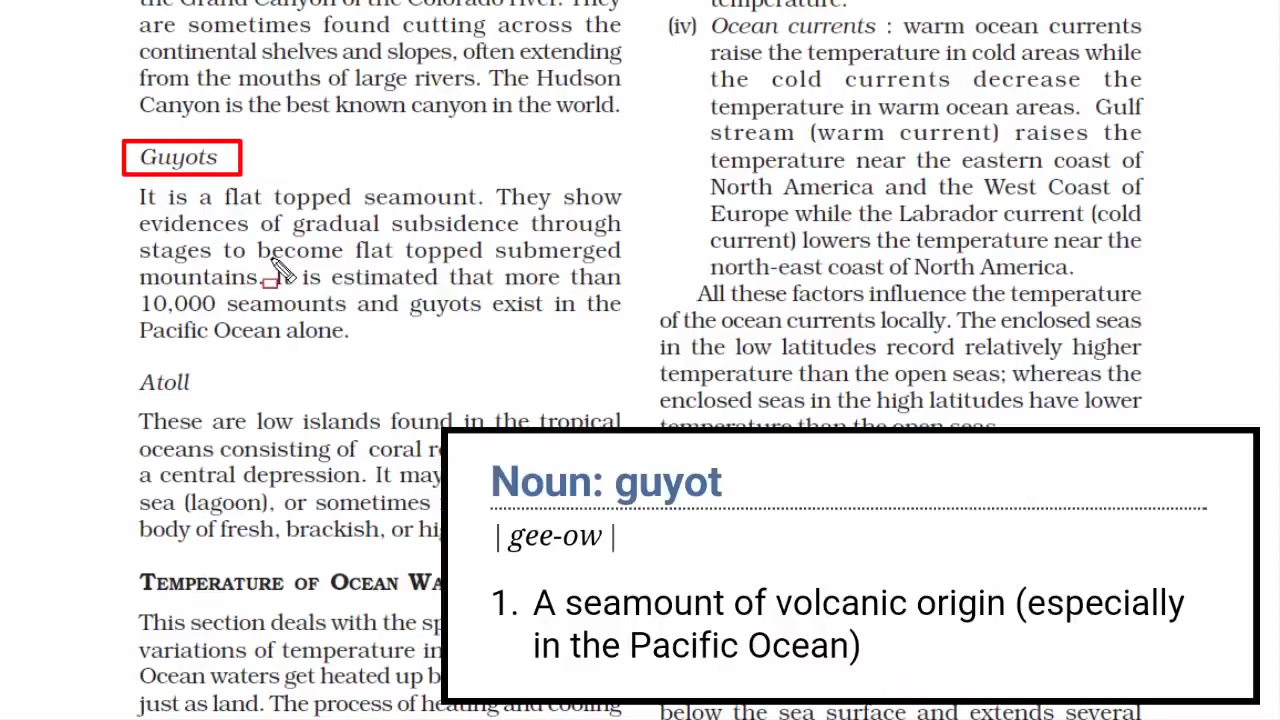 the Grand Canyon of the Colorado river. They
are sometimes found cutting across the
continental shelves and slopes, often extending
from the mouths of large rivers. The Hudson
Canyon is the best known canyon in the world.
Guyots
It is a flat topped seamount. They show
evidences of gradual subsidence through
stages to become flat topped submerged
mountains. It is estimated that more than
10,000 seamounts and guyots exist in the
Pacific Ocean alone.
Atoll
These are low islands found in the tropical
oceans consisting of coral
a central depression. It may
sea (lagoon), or sometimes
body of fresh, brackish, or
TEMPERATURE OF OCEAN
This section deals with the
variations of temperature in
Ocean waters get heated up
just as land. The process of heating and cooling
temperature.
(iv) Ocean currents : warm ocean currents
raise the temperature in cold areas while
the cold currents decrease the
temperature in warm ocean areas. Gulf
stream (warm current) raises the
temperature near the eastern coast of
North America and the West Coast of
Europe while the Labrador current (cold
current) lowers the temperature near the
north-east coast of North America.
All these factors influence the temperature
of the ocean currents locally. The enclosed seas
in the low latitudes record relatively higher
temperature than the open seas; whereas the
enclosed seas in the high latitudes have lower
temperature than the open seas.
below the sea surface and extends several
Noun: guyot
| gee-ow |
1. A seamount of volcanic origin (especially
in the Pacific Ocean)